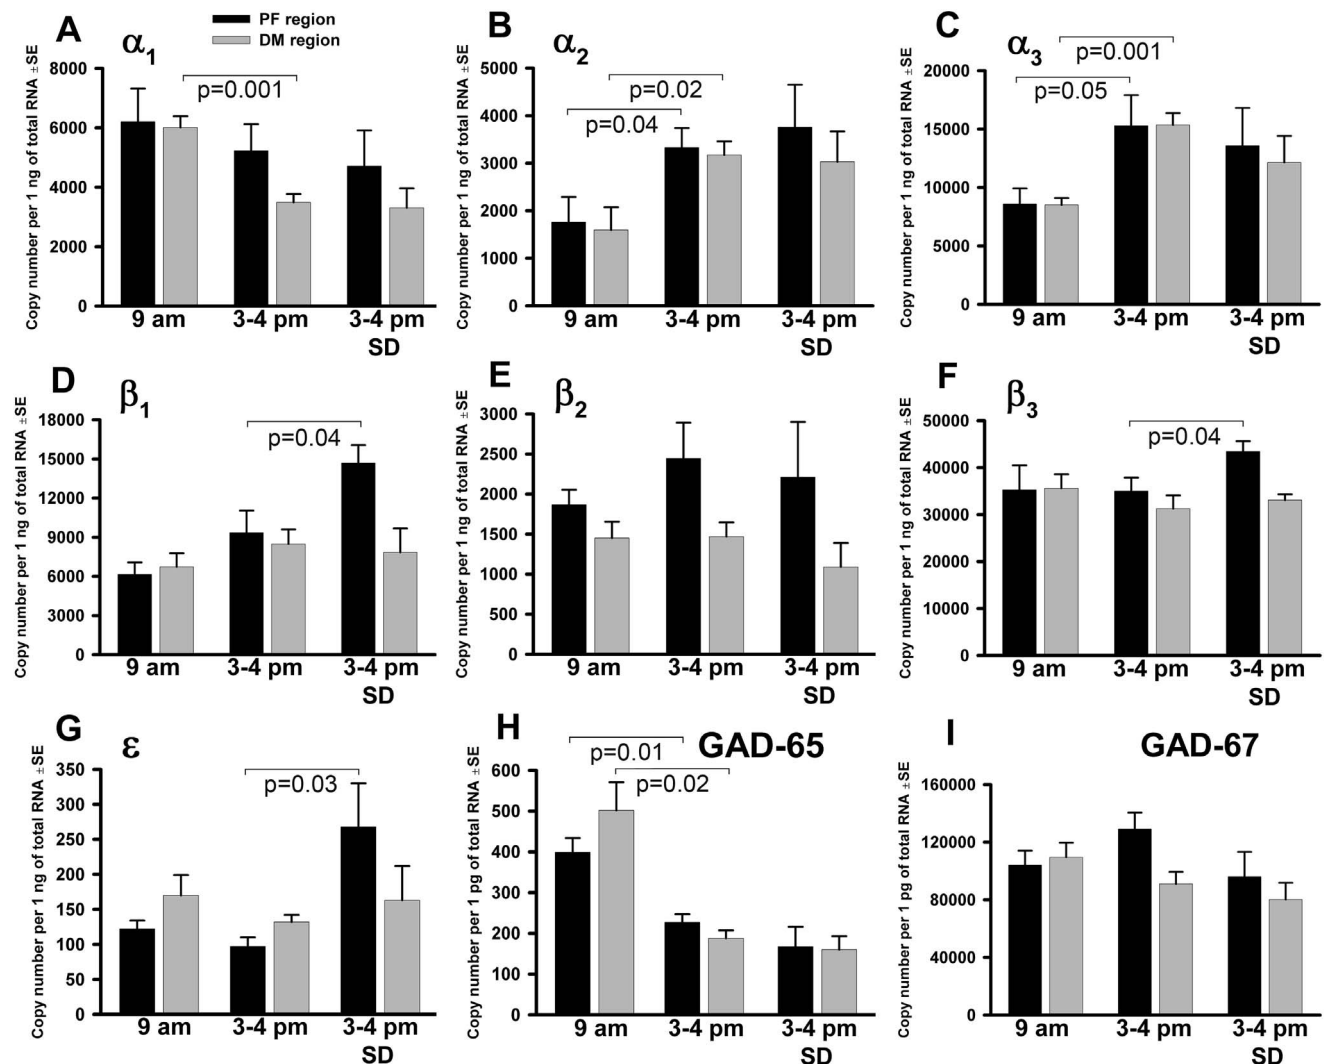 PF region
DM region
A
α1
Copy number per 1 ng of total RNA ±SE
8000
6000
4000
2000
0
p=0.001
9 am
3-4 pm
3-4 pm
SD
B
α2
Copy number per 1 ng of total RNA ±SE
5000
4000
3000
2000
1000
0
p=0.02
p=0.04
9 am
3-4 pm
3-4 pm
SD
C
α3
Copy number per 1 ng of total RNA ±SE
20000
15000
10000
5000
0
p=0.001
p=0.05
9 am
3-4 pm
3-4 pm
SD
D
β1
Copy number per 1 ng of total RNA ±SE
18000
15000
12000
9000
6000
3000
0
p=0.04
9 am
3-4 pm
3-4 pm
SD
E
β2
Copy number per 1 ng of total RNA ±SE
3000
2500
2000
1500
1000
500
0
9 am
3-4 pm
3-4 pm
SD
F
β3
Copy number per 1 ng of total RNA ±SE
50000
40000
30000
20000
10000
0
p=0.04
9 am
3-4 pm
3-4 pm
SD
G
ε
Copy number per 1 ng of total RNA ±SE
350
300
250
200
150
100
50
0
p=0.03
9 am
3-4 pm
3-4 pm
SD
H
GAD-65
Copy number per 1 pg of total RNA ±SE
600
500
400
300
200
100
0
p=0.01
p=0.02
9 am
3-4 pm
3-4 pm
SD
I
GAD-67
Copy number per 1 pg of total RNA ±SE
160000
120000
80000
40000
0
9 am
3-4 pm
3-4 pm
SD